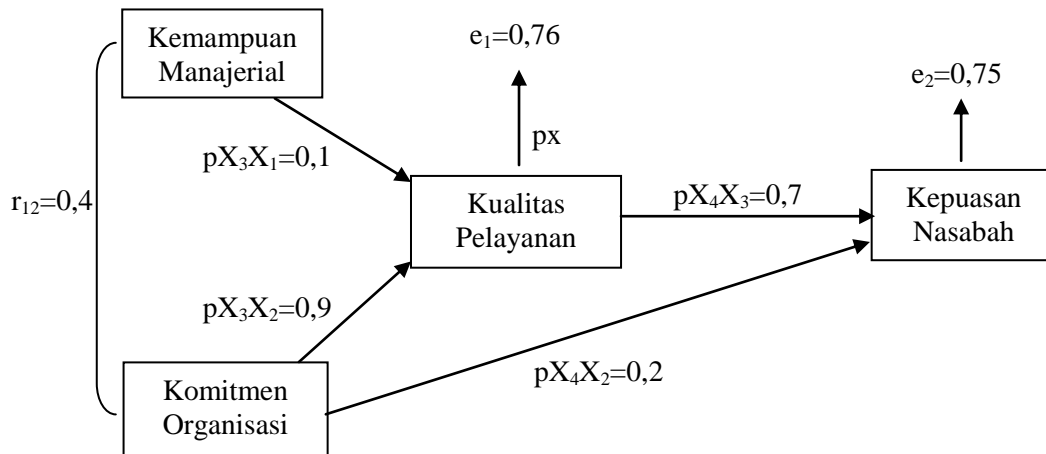 Kemampuan
Manajerial
e₁=0,76
e₂=0,75
pX₃X₁=0,1
px
r₁₂=0,4
Kualitas
Pelayanan
pX₄X₃=0,7
Kepuasan
Nasabah
pX₃X₂=0,9
pX₄X₂=0,2
Komitmen
Organisasi